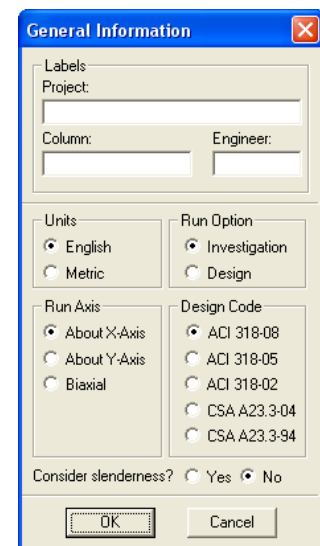 General Information
Labels
Project:
Column: Engineer:
Units Run Option
English Investigation
Metric Design
Run Axis Design Code
About X-Axis ACI 318-08
About Y-Axis ACI 318-05
Biaxial ACI 318-02
CSA A23.3-04
CSA A23.3-94
Consider slenderness? Yes No
OK Cancel